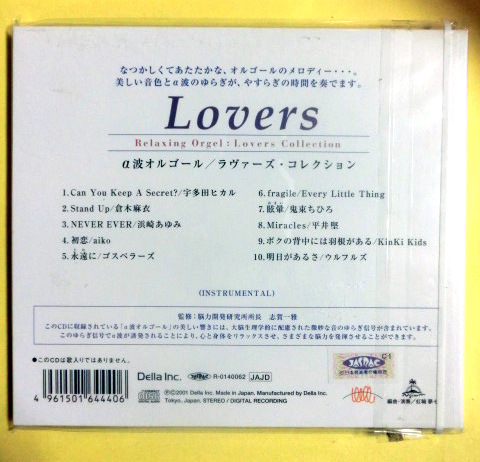 なつかしくてあたたかな、オルゴールのメロディー・・・。
美しい音色とα波のゆらぎが、やすらぎの時間を奏でます。
Lovers
Relaxing Orgel : Lovers Collection
α波オルゴール／ラヴァーズ・コレクション
1.Can You Keep A Secret?/宇多田ヒカル
2.Stand Up/倉木麻衣
3.NEVER EVER/浜崎あゆみ
4.初恋/aiko
5.永遠に/ゴスペラーズ
6.fragile/Every Little Thing
7.眩暈/鬼束ちひろ
8.Miracles/平井堅
9.ボクの背中には羽根がある/KinKi Kids
10.明日があるさ/ウルフルズ
(INSTRUMENTAL)
監修：脳力開発研究所所長 志賀一雅
このCDに収録されている「α波オルゴール」の美しい響きには、大脳生理学的に配慮された微妙な音のゆらぎ信号が含まれています。
このゆらぎ信号でα波が誘発されることにより、心と身体をリラックスさせ、さまざまな脳力を発揮させることができます。
●このCDは歌入りではありません。
Della Inc.
R-0140062
JAJD
JASRAC
C-1
4 961501 644406
Ⓟ©2001 Della Inc. Made in Japan, Manufactured by Della Inc.
Tokyo, Japan. STEREO / DIGITAL RECORDING
編曲・演奏／虹輪 夢七